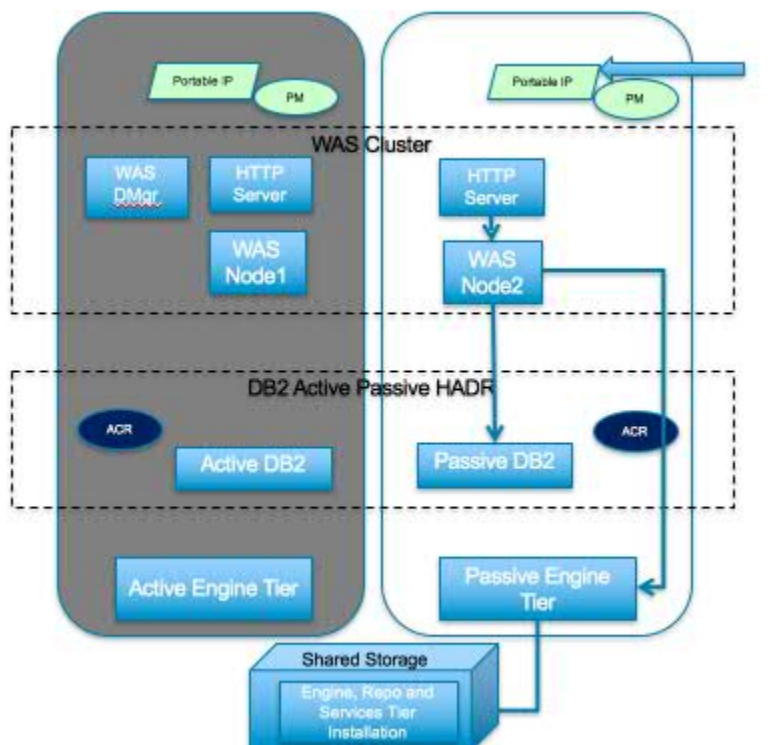 Portable IP
PM
Portable IP
PM
WAS Cluster
WAS
DMgr
HTTP
Server
HTTP
Server
WAS
Node1
WAS
Node2
DB2 Active Passive HADR
ACR
ACR
Active DB2
Passive DB2
Active Engine Tier
Passive Engine
Tier
Shared Storage
Engine, Repo and
Services Tier
Installation